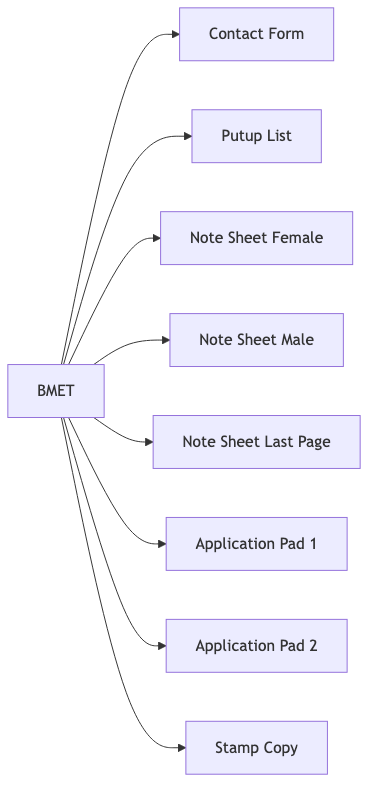 Contact Form
Putup List
Note Sheet Female
Note Sheet Male
BMET
Note Sheet Last Page
Application Pad 1
Application Pad 2
Stamp Copy